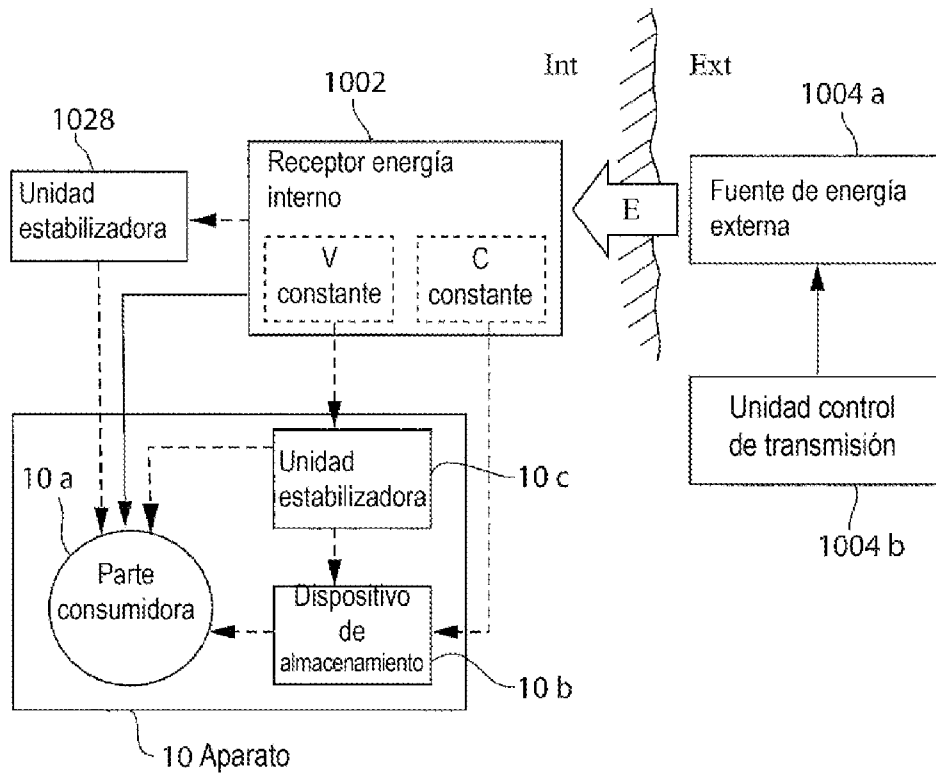 Int
Ext
1002
1004 a
1028
Receptor energía
interno
Fuente de energía
externa
Unidad
estabilizadora
E
V
constante
C
constante
Unidad control
de transmisión
10 a
Unidad
estabilizadora
10 c
1004 b
Parte
consumidora
Dispositivo
de
almacenamiento
10 b
10 Aparato